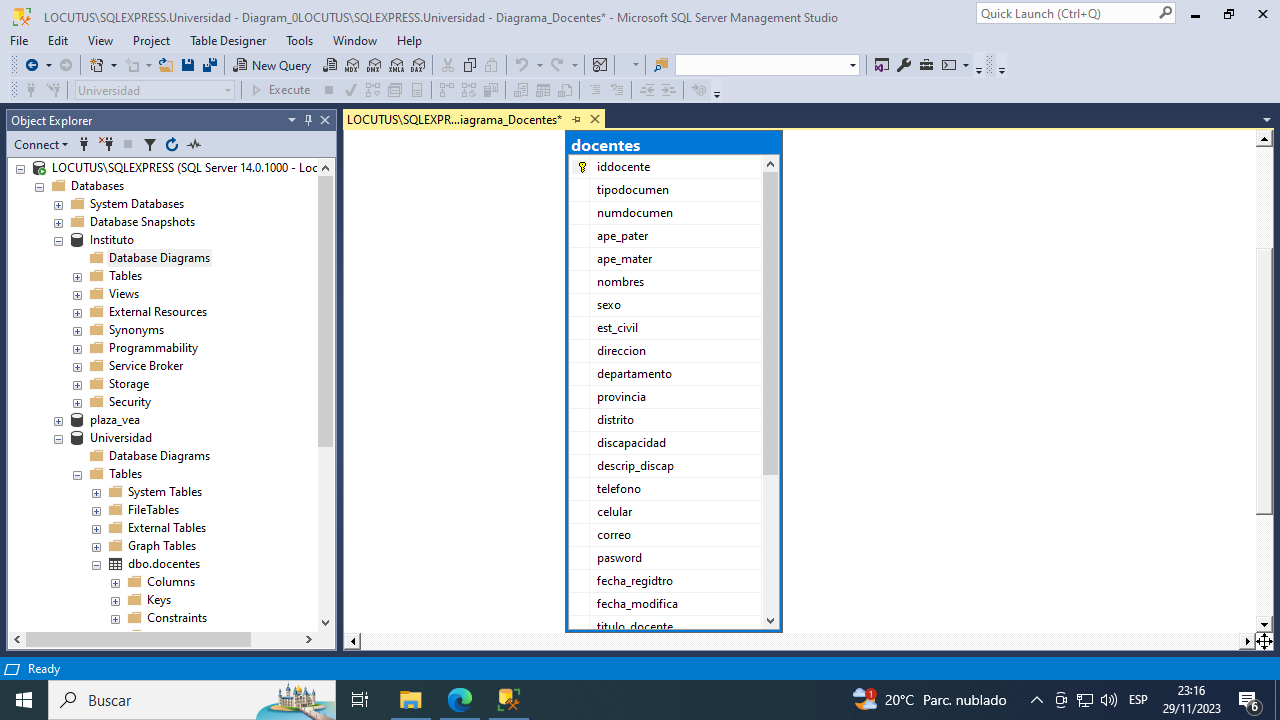 LOCUTUS\SQLEXPRESS.Universidad - Diagram_0LOCUTUS\SQLEXPRESS.Universidad - Diagrama_Docentes* - Microsoft SQL Server Management Studio
Quick Launch (Ctrl+Q)
File Edit View Project Table Designer Tools Window Help
New Query MDX DMX XMLA DAX
Universidad Execute
Object Explorer
LOCUTUS\SQLEXPR...iagrama_Docentes*
Connect
LOCUTUS\SQLEXPRESS (SQL Server 14.0.1000 - Loc
Databases
System Databases
Database Snapshots
Instituto
Database Diagrams
Tables
Views
External Resources
Synonyms
Programmability
Service Broker
Storage
Security
plaza_vea
Universidad
Database Diagrams
Tables
System Tables
FileTables
External Tables
Graph Tables
dbo.docentes
Columns
Keys
Constraints
docentes
iddocente
tipodocumen
numdocumen
ape_pater
ape_mater
nombres
sexo
est_civil
direccion
departamento
provincia
distrito
discapacidad
descrip_discap
telefono
celular
correo
pasword
fecha_regidtro
fecha_modifica
titulo_docente
Ready
Buscar
1
20°C Parc. nublado
ESP
23:16
29/11/2023
6